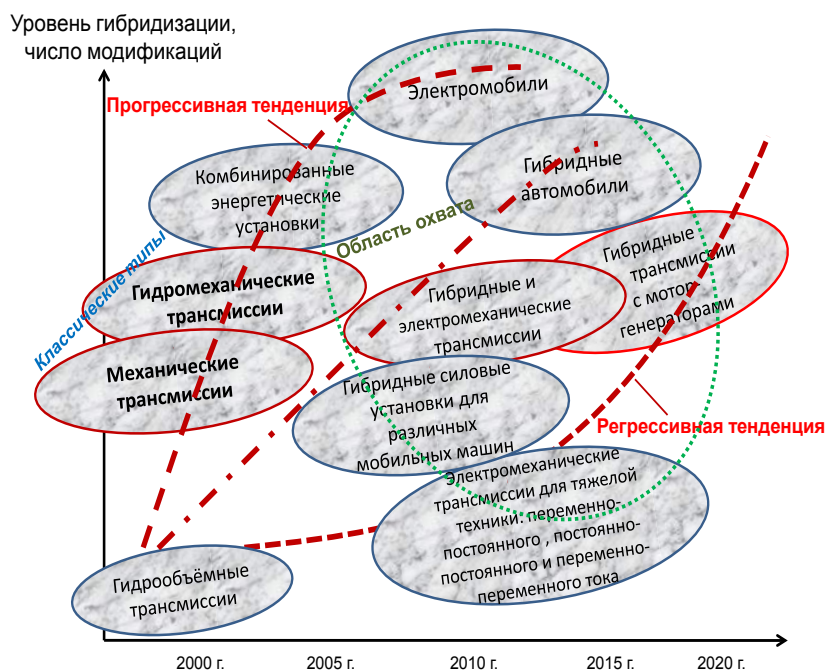 Уровень гибридизации,
число модификаций
Прогрессивная тенденция
Электромобили
Комбинированные
энергетические
установки
Гибридные
автомобили
Область охвата
Классические типы
Гидромеханические
трансмиссии
Гибридные
трансмиссии
с мотор-
генераторами
Гибридные и
электромеханические
трансмиссии
Механические
трансмиссии
Гибридные силовые
установки для
различных
мобильных машин
Регрессивная тенденция
Электромеханические
трансмиссии для тяжелой
техники: переменно-
постоянного , постоянно-
постоянного и переменно-
переменного тока
Гидрообъёмные
трансмиссии
2000 г.
2005 г.
2010 г.
2015 г.
2020 г.